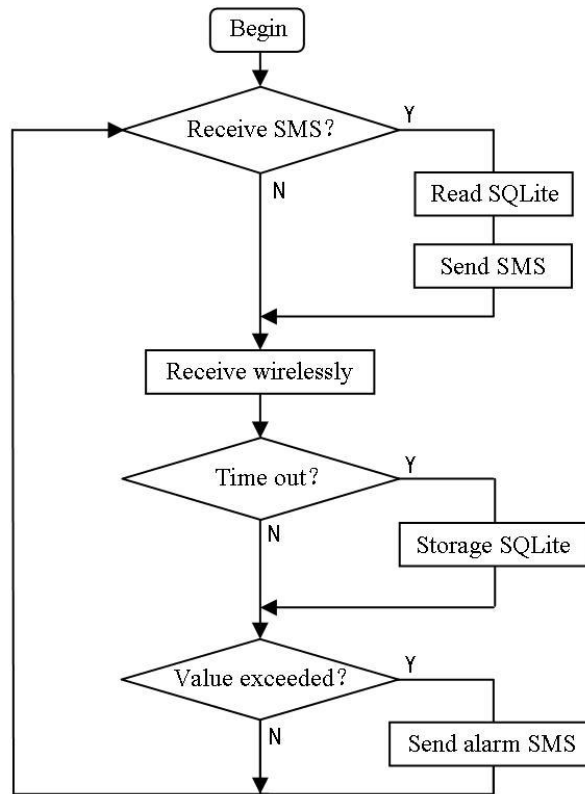 Begin
Receive SMS？
Y
N
Read SQLite
Send SMS
Receive wirelessly
Time out？
Y
N
Storage SQLite
Value exceeded？
Y
N
Send alarm SMS